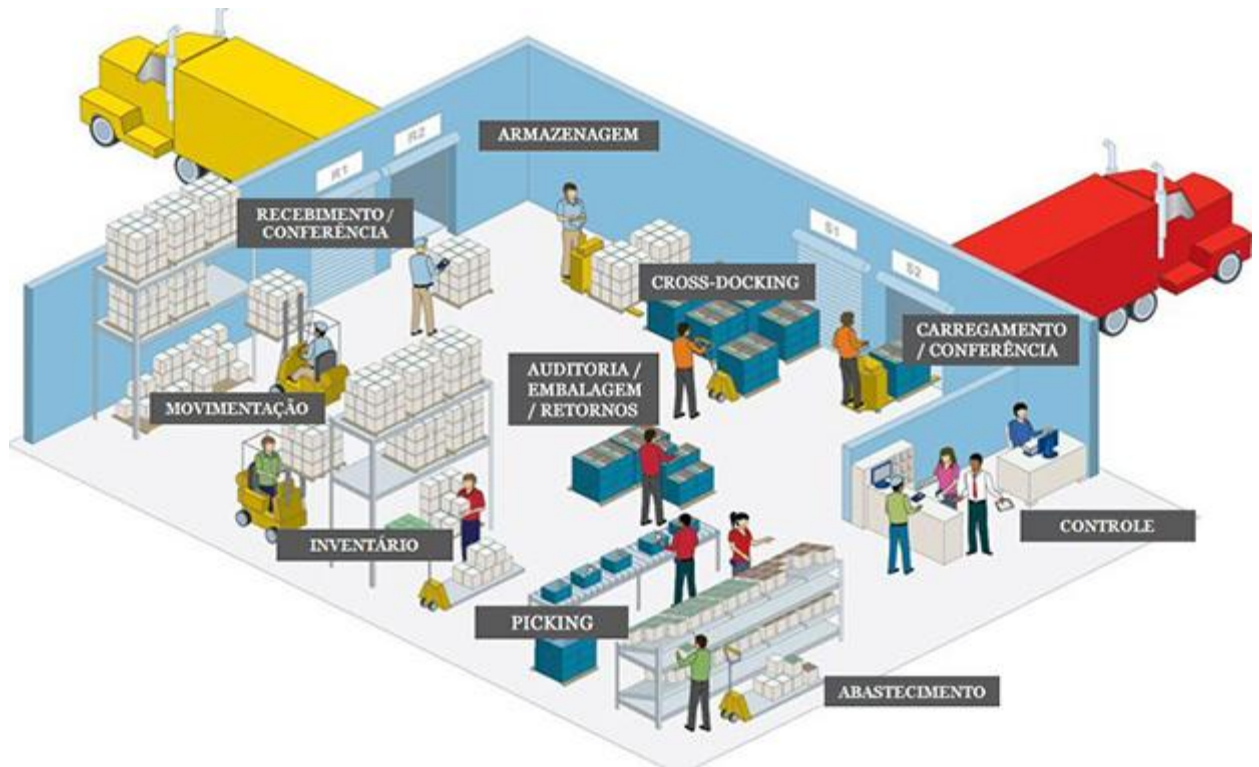 ARMAZENAGEM
R2
R1
RECEBIMENTO /
CONFERÊNCIA
S1
S2
CROSS-DOCKING
CARREGAMENTO
/ CONFERÊNCIA
AUDITORIA /
EMBALAGEM
/ RETORNOS
MOVIMENTAÇÃO
INVENTÁRIO
CONTROLE
PICKING
ABASTECIMENTO